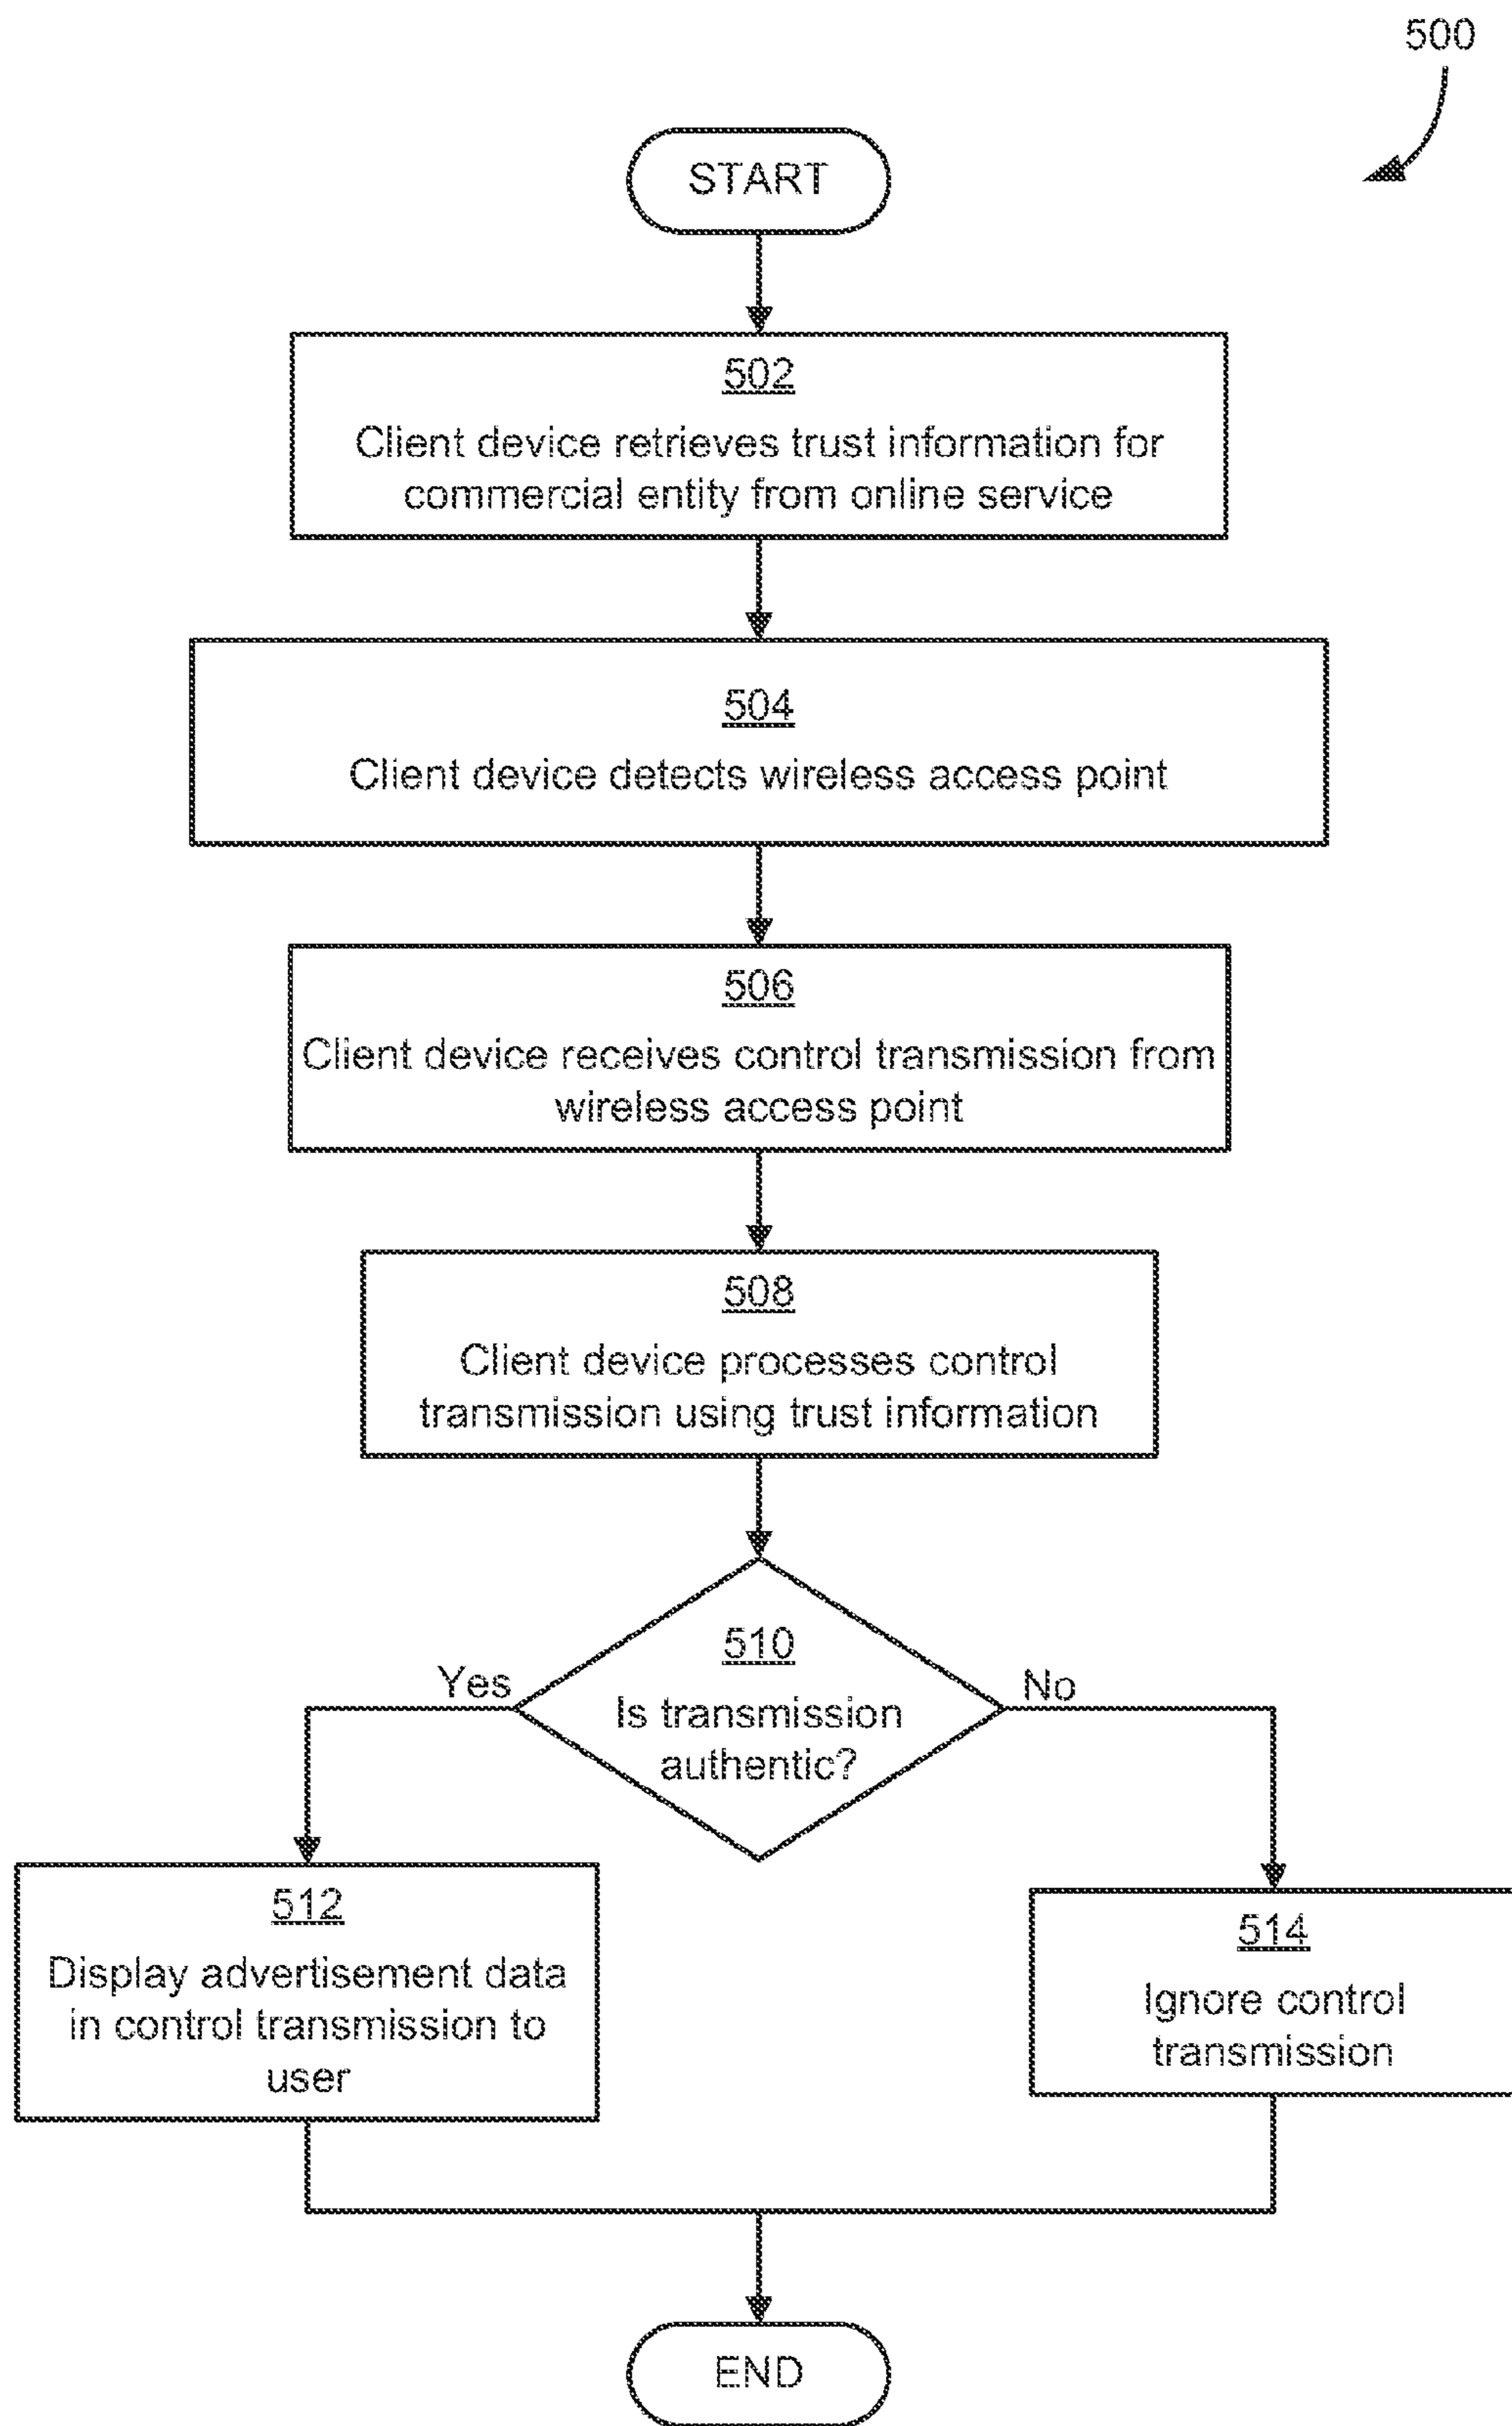 500
START
502
Client device retrieves trust information for
commercial entity from online service
504
Client device detects wireless access point
506
Client device receives control transmission from
wireless access point
508
Client device processes control
transmission using trust information
510
Is transmission
authentic?
Yes
No
512
Display advertisement data
in control transmission to
user
514
Ignore control
transmission
END